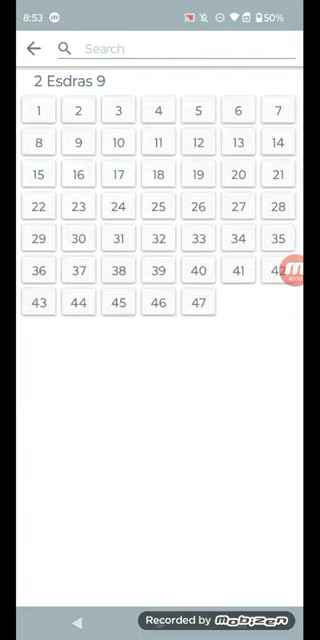 8:53 50%
Search
2 Esdras 9
1 2 3 4 5 6 7
8 9 10 11 12 13 14
15 16 17 18 19 20 21
22 23 24 25 26 27 28
29 30 31 32 33 34 35
36 37 38 39 40 41 42
43 44 45 46 47
Recorded by MOBIZEN